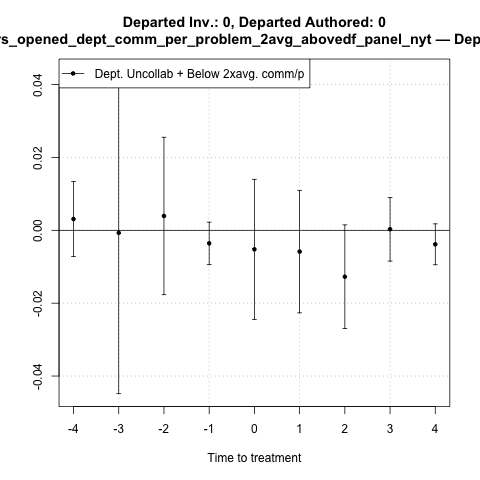 Departed Inv.: 0, Departed Authored: 0
rs_opened_dept_comm_per_problem_2avg_abovedf_panel_nyt — Dep
Dept. Uncollab + Below 2xavg. comm/p
0.04
0.02
0.00
-0.02
-0.04
-4 -3 -2 -1 0 1 2 3 4
Time to treatment